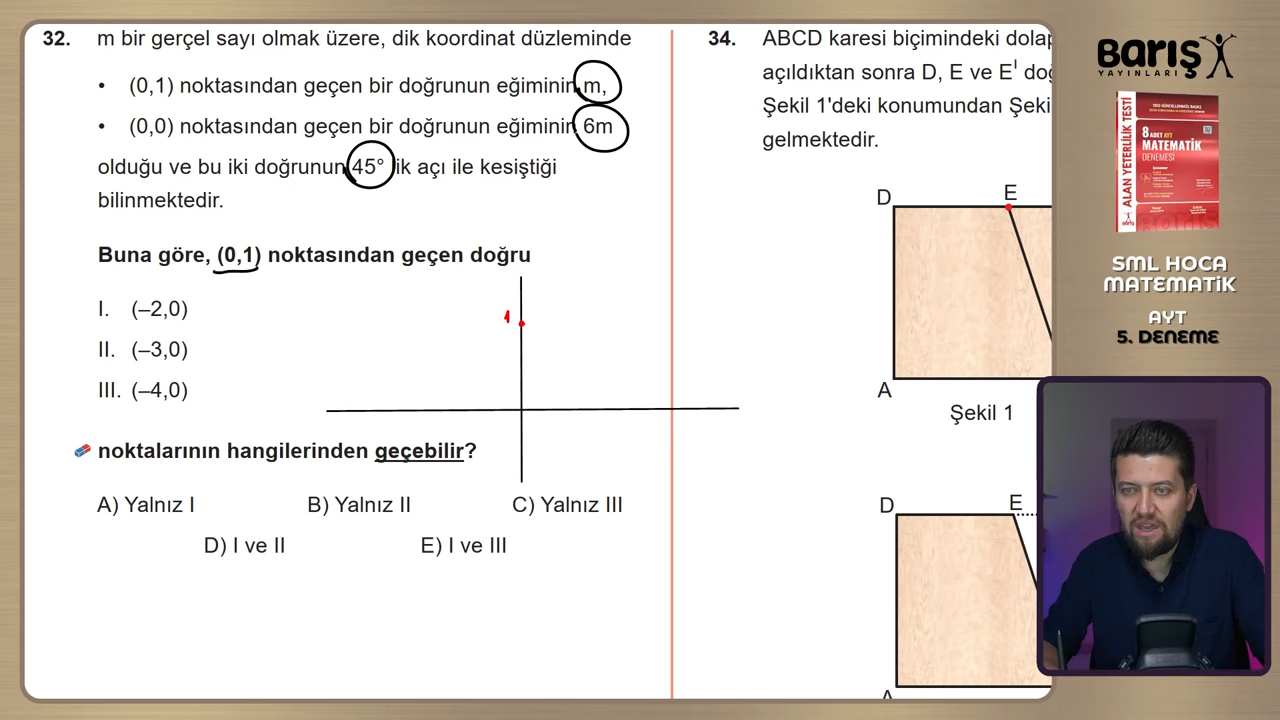 32. m bir gerçel sayı olmak üzere, dik koordinat düzleminde
• (0,1) noktasından geçen bir doğrunun eğiminin m,
• (0,0) noktasından geçen bir doğrunun eğiminin 6m
olduğu ve bu iki doğrunun 45° lik açı ile kesiştiği
bilinmektedir.
Buna göre, (0,1) noktasından geçen doğru
I. (–2,0)
II. (–3,0)
III. (–4,0)
1
noktalarının hangilerinden geçebilir?
A) Yalnız I B) Yalnız II C) Yalnız III
D) I ve II E) I ve III
34. ABCD karesi biçimindeki dolap
açıldıktan sonra D, E ve E'
Şekil 1'deki konumundan Şeki
gelmektedir.
D E
A
Şekil 1
D E
A
BARIŞ
YAYINLARI
ALAN YETERLİLİK TESTİ
8 ADET AYT
MATEMATİK
DENEMESİ
SML HOCA
MATEMATİK
AYT
5. DENEME